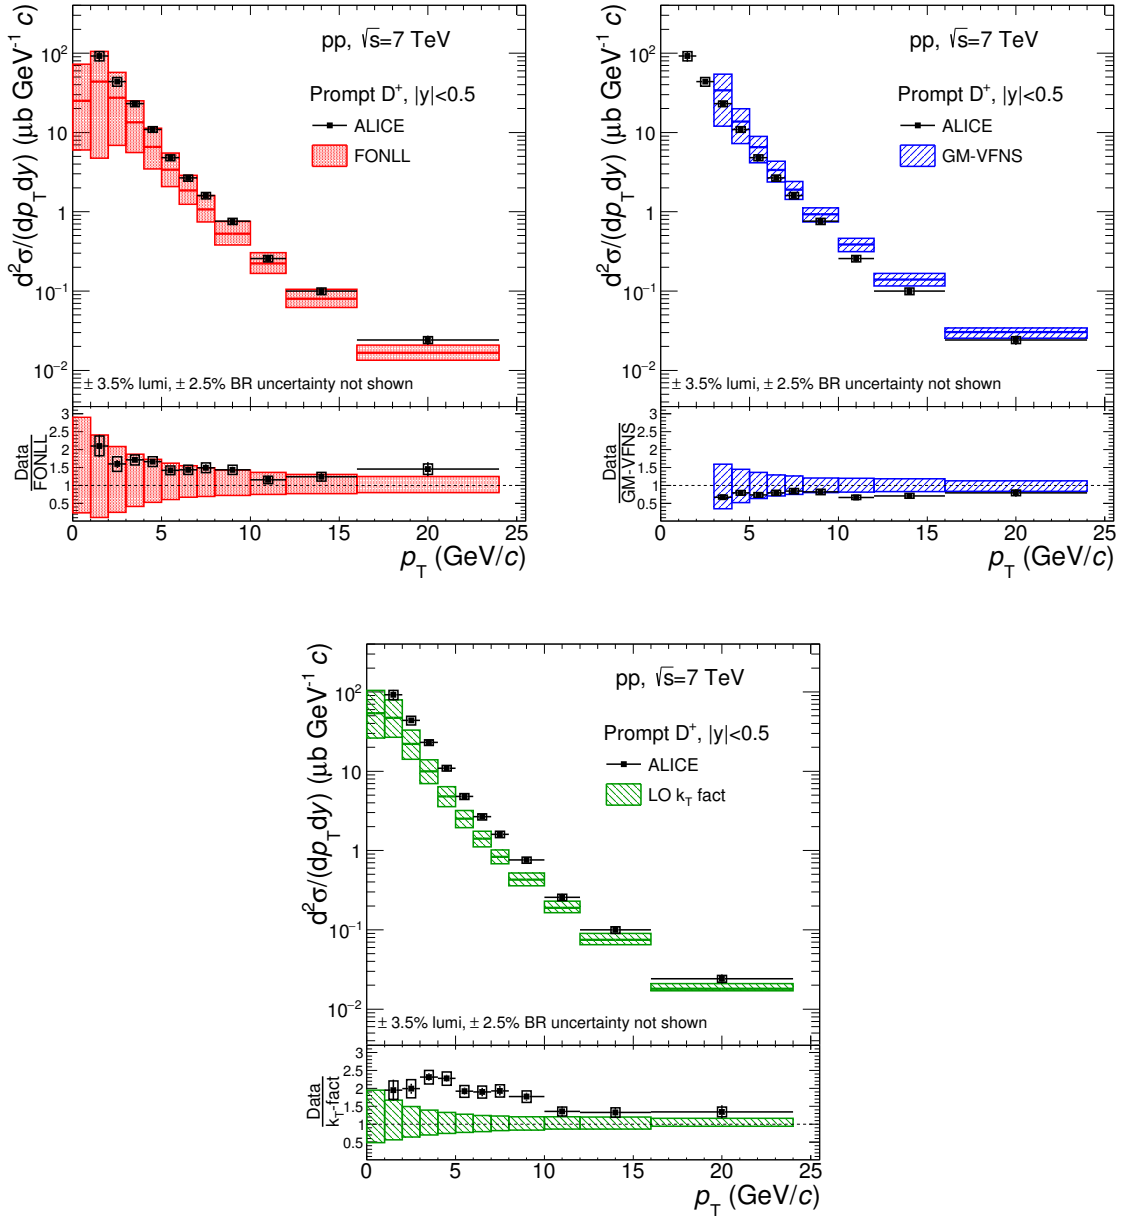 pp, √s=7 TeV
Prompt D⁺, |y|<0.5
ALICE
FONLL
d²σ/(dp_T dy) (μb GeV⁻¹ c)
10²
10
1
10⁻¹
10⁻²
± 3.5% lumi, ± 2.5% BR uncertainty not shown
Data
FONLL
3
2.5
2
1.5
1
0.5
0 5 10 15 20 25
p_T (GeV/c)
pp, √s=7 TeV
Prompt D⁺, |y|<0.5
ALICE
GM-VFNS
d²σ/(dp_T dy) (μb GeV⁻¹ c)
10²
10
1
10⁻¹
10⁻²
± 3.5% lumi, ± 2.5% BR uncertainty not shown
Data
GM-VFNS
3
2.5
2
1.5
1
0.5
0 5 10 15 20 25
p_T (GeV/c)
pp, √s=7 TeV
Prompt D⁺, |y|<0.5
ALICE
LO k_T fact
d²σ/(dp_T dy) (μb GeV⁻¹ c)
10²
10
1
10⁻¹
10⁻²
± 3.5% lumi, ± 2.5% BR uncertainty not shown
Data
k_T-fact
3
2.5
2
1.5
1
0.5
0 5 10 15 20 25
p_T (GeV/c)